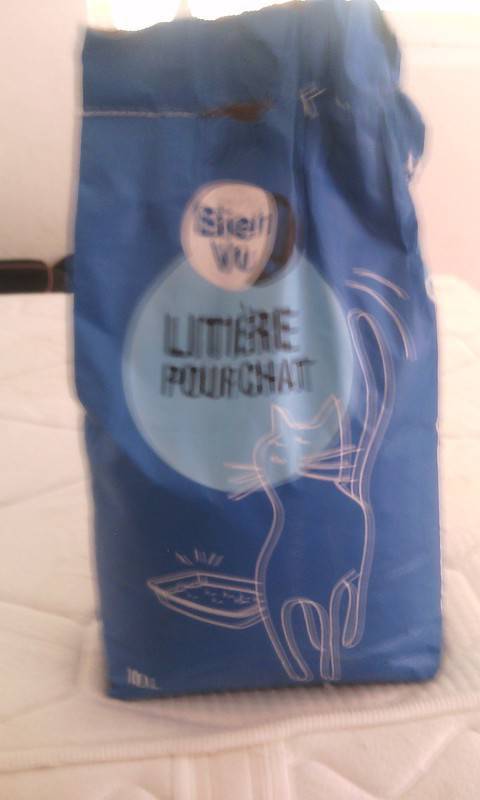 Bien
Vu
LITIÈRE
POUR CHAT